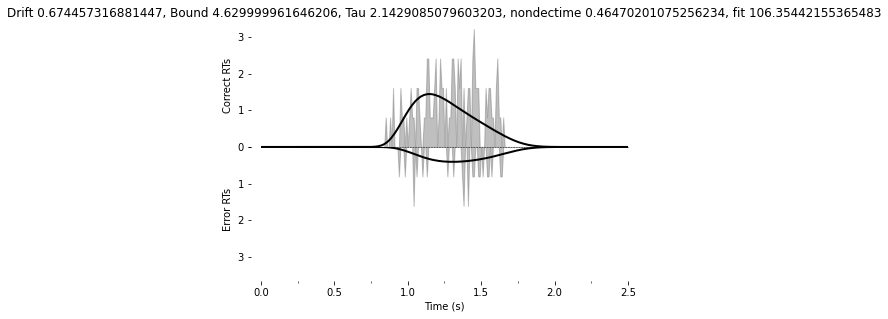 Drift 0.674457316881447, Bound 4.629999961646206, Tau 2.1429085079603203, nondectime 0.46470201075256234, fit 106.35442155365483
Correct RTs
3
2
1
0
Error RTs
1
2
3
0.0 0.5 1.0 1.5 2.0 2.5
Time (s)